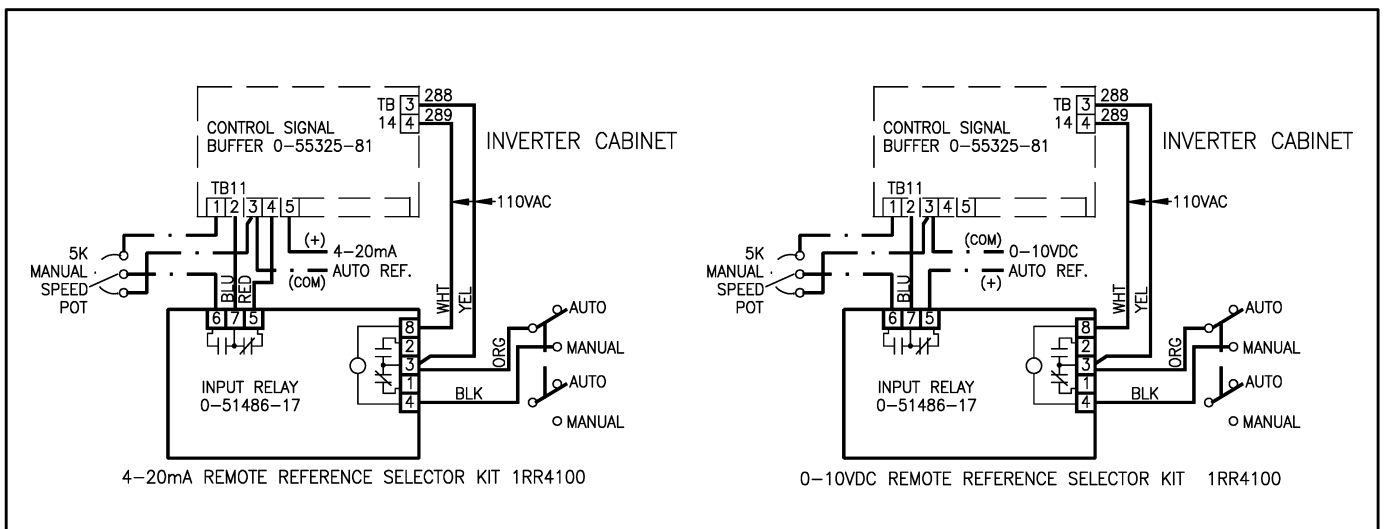 TB 3 288
14 4 289
CONTROL SIGNAL
BUFFER 0-55325-81
INVERTER CABINET
TB11
1 2 3 4 5
110VAC
5K
MANUAL
SPEED
POT
(+)
4-20mA
AUTO REF.
(COM)
BLU
RED
WHT
YEL
6 7 5
8
2
3
1
4
ORG
BLK
AUTO
MANUAL
AUTO
MANUAL
INPUT RELAY
0-51486-17
4-20mA REMOTE REFERENCE SELECTOR KIT 1RR4100
TB 3 288
14 4 289
CONTROL SIGNAL
BUFFER 0-55325-81
INVERTER CABINET
TB11
1 2 3 4 5
110VAC
5K
MANUAL
SPEED
POT
(COM)
0-10VDC
AUTO REF.
(+)
BLU
WHT
YEL
6 7 5
8
2
3
1
4
ORG
BLK
AUTO
MANUAL
AUTO
MANUAL
INPUT RELAY
0-51486-17
0-10VDC REMOTE REFERENCE SELECTOR KIT 1RR4100